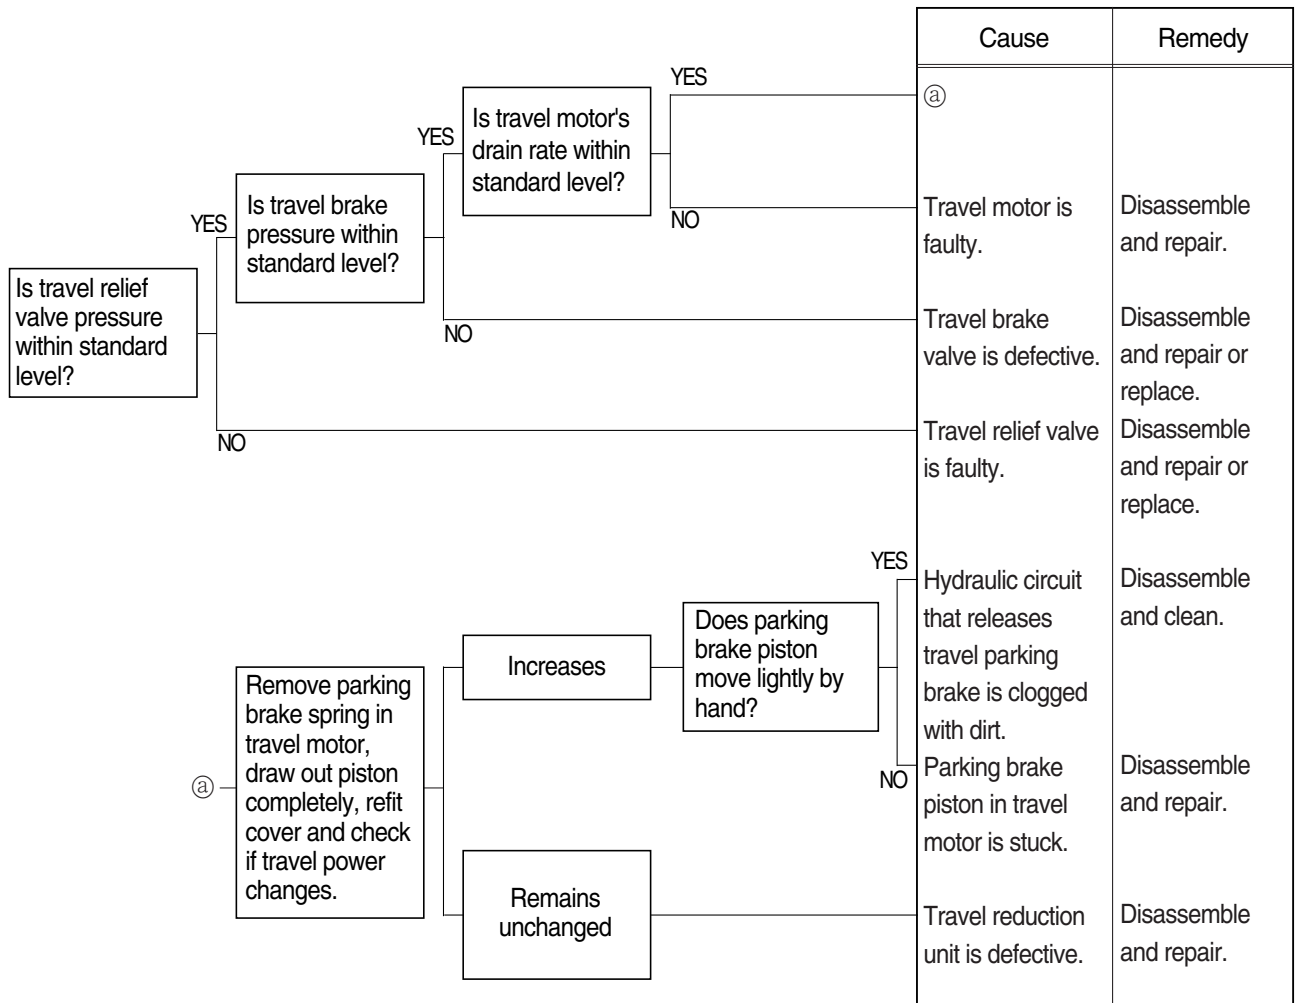 Cause
Remedy
YES
ⓐ
Is travel motor's
drain rate within
standard level?
YES
NO
Travel motor is
faulty.
Disassemble
and repair.
Is travel brake
pressure within
standard level?
YES
NO
Travel brake
valve is defective.
Disassemble
and repair or
replace.
Is travel relief
valve pressure
within standard
level?
NO
Travel relief valve
is faulty.
Disassemble
and repair or
replace.
YES
Hydraulic circuit
that releases
travel parking
brake is clogged
with dirt.
Disassemble
and clean.
Does parking
brake piston
move lightly by
hand?
Increases
NO
Parking brake
piston in travel
motor is stuck.
Disassemble
and repair.
ⓐ
Remove parking
brake spring in
travel motor,
draw out piston
completely, refit
cover and check
if travel power
changes.
Remains
unchanged
Travel reduction
unit is defective.
Disassemble
and repair.